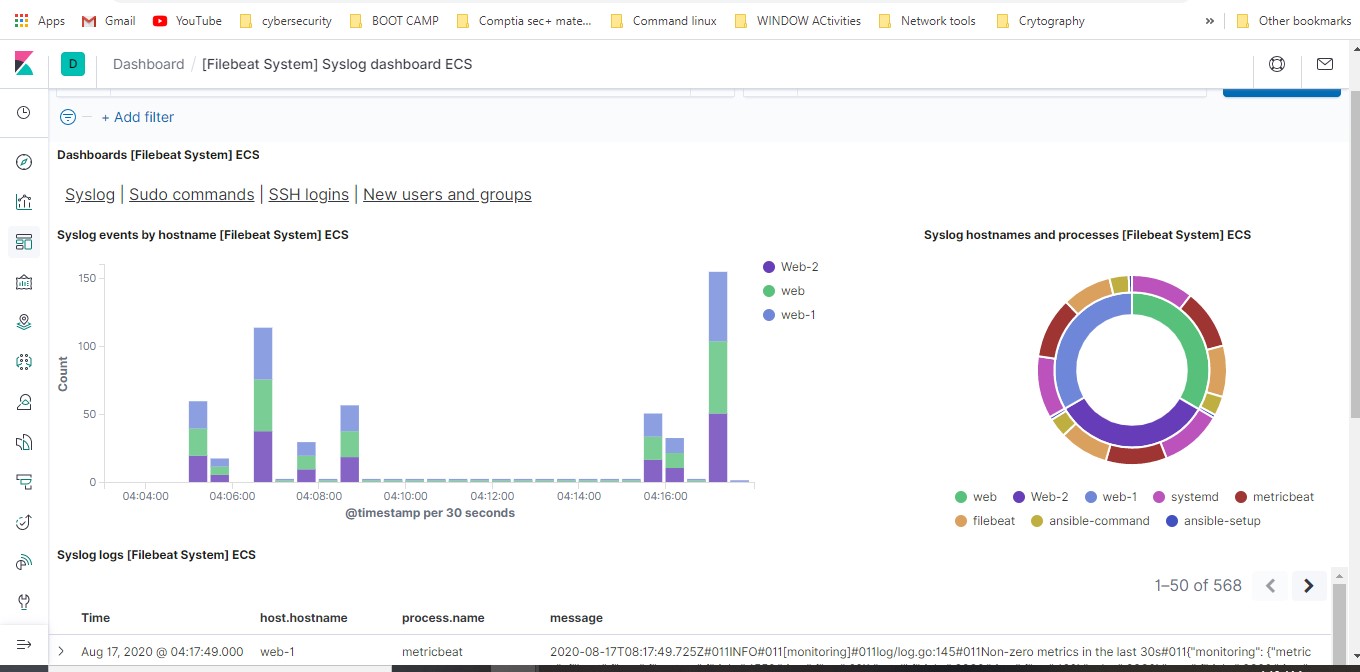 Apps Gmail YouTube cybersecurity BOOT CAMP Comptia sec+ mate... Command linux WINDOW ACtivities Network tools Crytography » Other bookmarks
D Dashboard / [Filebeat System] Syslog dashboard ECS
+ Add filter
Dashboards [Filebeat System] ECS
Syslog | Sudo commands | SSH logins | New users and groups
Syslog events by hostname [Filebeat System] ECS
Syslog hostnames and processes [Filebeat System] ECS
150
100
50
0
Count
04:04:00 04:06:00 04:08:00 04:10:00 04:12:00 04:14:00 04:16:00
@timestamp per 30 seconds
Web-2
web
web-1
web Web-2 web-1 systemd metricbeat
filebeat ansible-command ansible-setup
Syslog logs [Filebeat System] ECS
1–50 of 568
Time host.hostname process.name message
Aug 17, 2020 @ 04:17:49.000 web-1 metricbeat 2020-08-17T08:17:49.725Z#011INFO#011[monitoring]#011log/log.go:145#011Non-zero metrics in the last 30s#011{"monitoring": {"metric